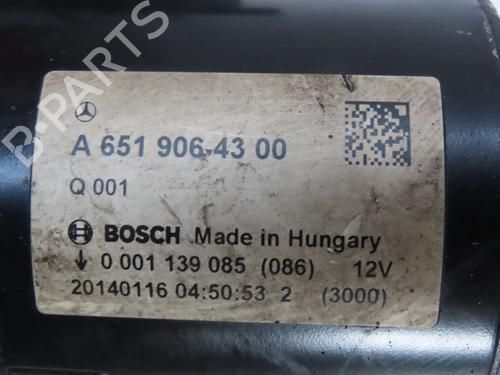 B PARTS
A 651 906 43 00
Q 001
BOSCH Made in Hungary
0 001 139 085 (086) 12V
20140116 04:50:53 2 (3000)